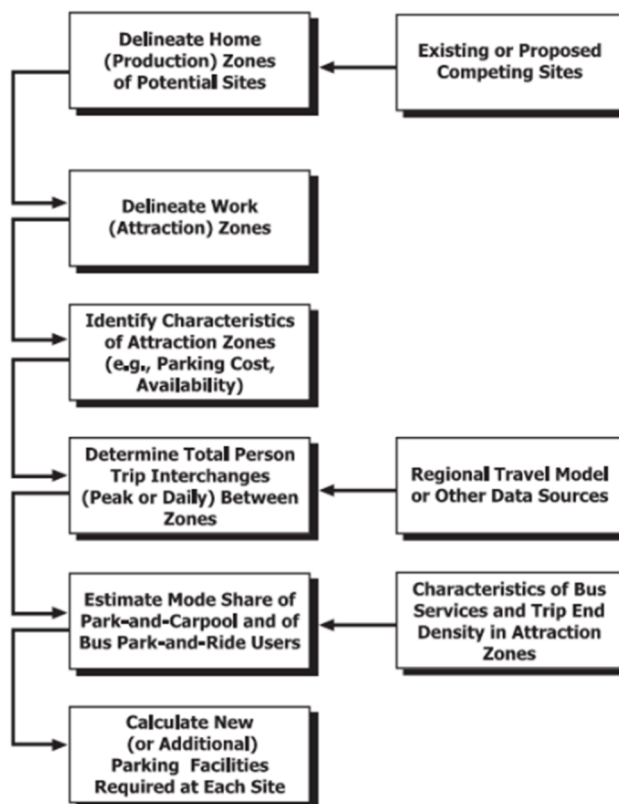 Delineate Home
(Production) Zones
of Potential Sites
Existing or Proposed
Competing Sites
Delineate Work
(Attraction) Zones
Identify Characteristics
of Attraction Zones
(e.g., Parking Cost,
Availability)
Determine Total Person
Trip Interchanges
(Peak or Daily) Between
Zones
Regional Travel Model
or Other Data Sources
Estimate Mode Share of
Park-and-Carpool and of
Bus Park-and-Ride Users
Characteristics of Bus
Services and Trip End
Density in Attraction
Zones
Calculate New
(or Additional)
Parking Facilities
Required at Each Site